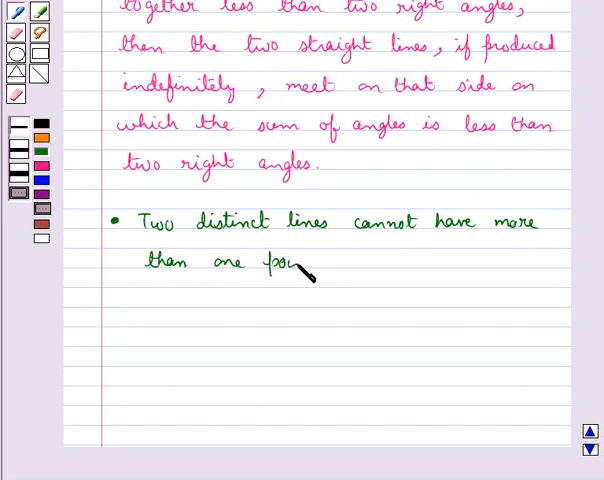 together less than two right angles,
then the two straight lines, if produced
indefinitely, meet on that side on
which the sum of angles is less than
two right angles.
• Two distinct lines cannot have more
than one poin